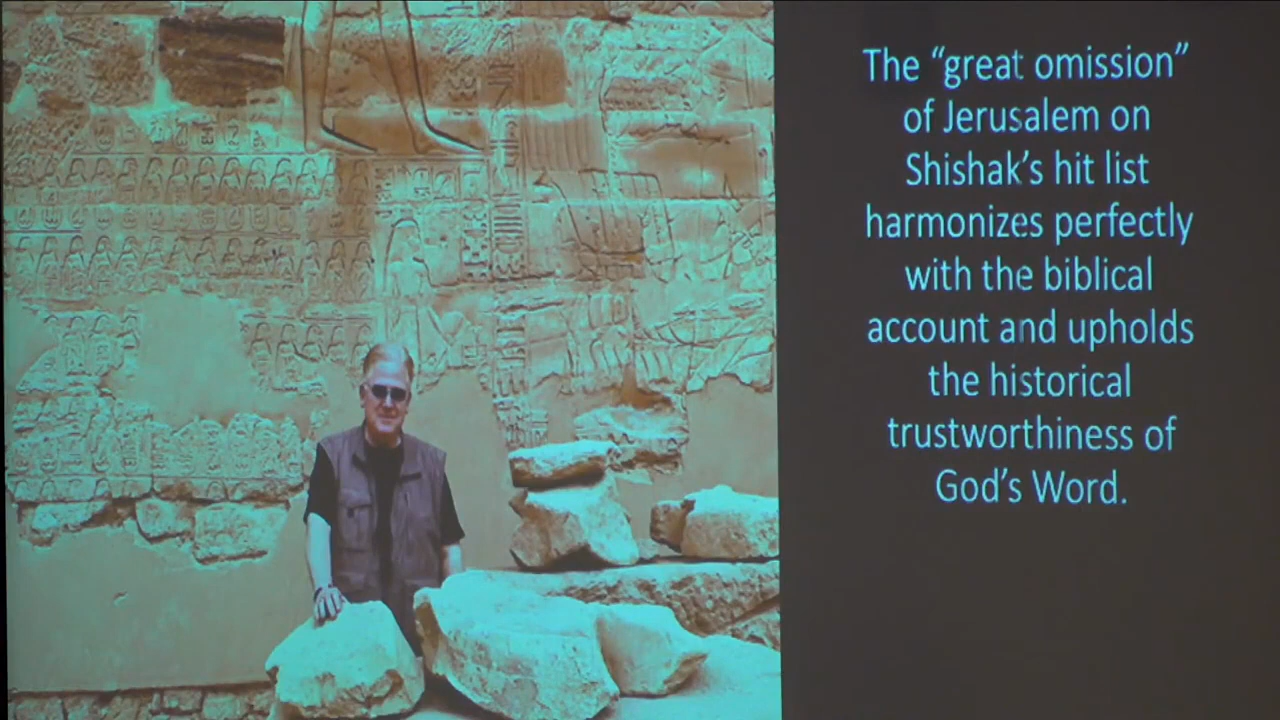 The “great omission”
of Jerusalem on
Shishak’s hit list
harmonizes perfectly
with the biblical
account and upholds
the historical
trustworthiness of
God’s Word.